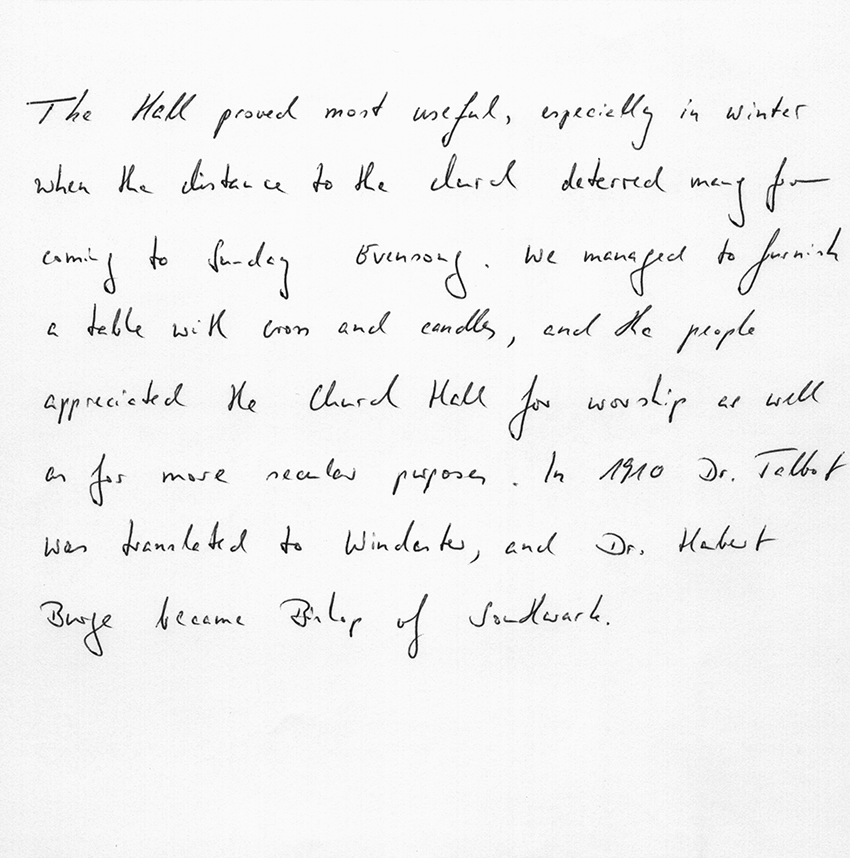 The Hall proved most useful, especially in winter
when the distance to the church deterred many from
coming to Sunday Evensong. We managed to furnish
a table with cross and candles, and the people
appreciated the Church Hall for worship as well
as for more secular purposes. In 1910 Dr. Talbot
was translated to Winchester, and Dr. Hubert
Burge became Bishop of Southwark.